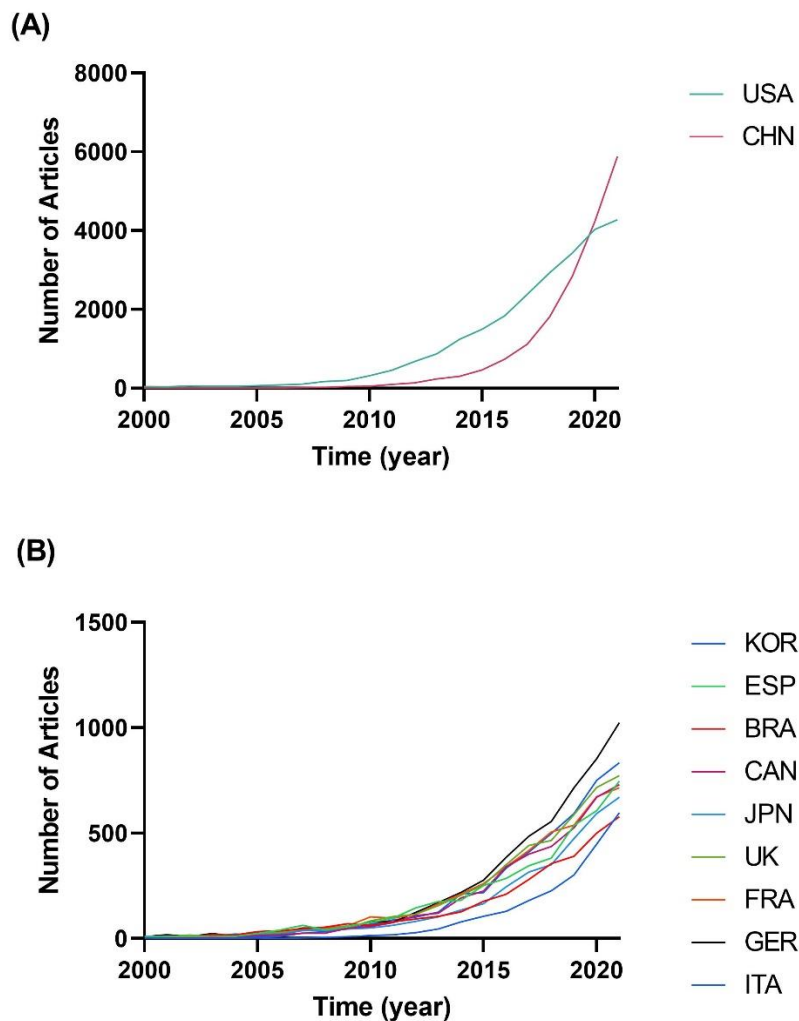 (A)
8000
6000
4000
2000
0
Number of Articles
2000 2005 2010 2015 2020
Time (year)
USA
CHN
(B)
1500
1000
500
0
Number of Articles
2000 2005 2010 2015 2020
Time (year)
KOR
ESP
BRA
CAN
JPN
UK
FRA
GER
ITA